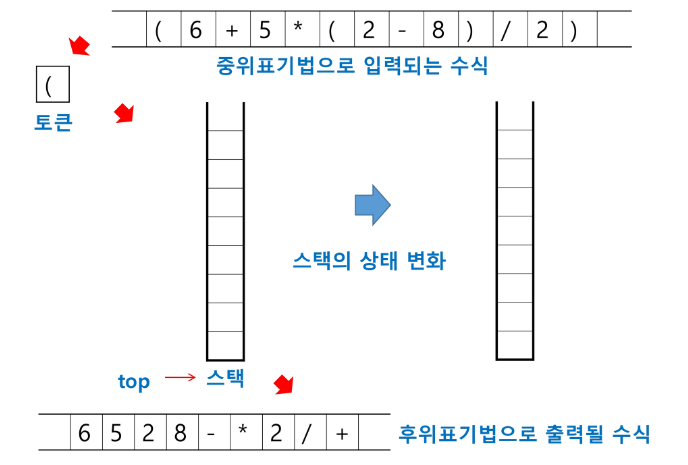 ( 6 + 5 * ( 2 - 8 ) / 2 )
중위표기법으로 입력되는 수식
(
토큰
스택의 상태 변화
top 스택
6 5 2 8 - * 2 / +
후위표기법으로 출력될 수식